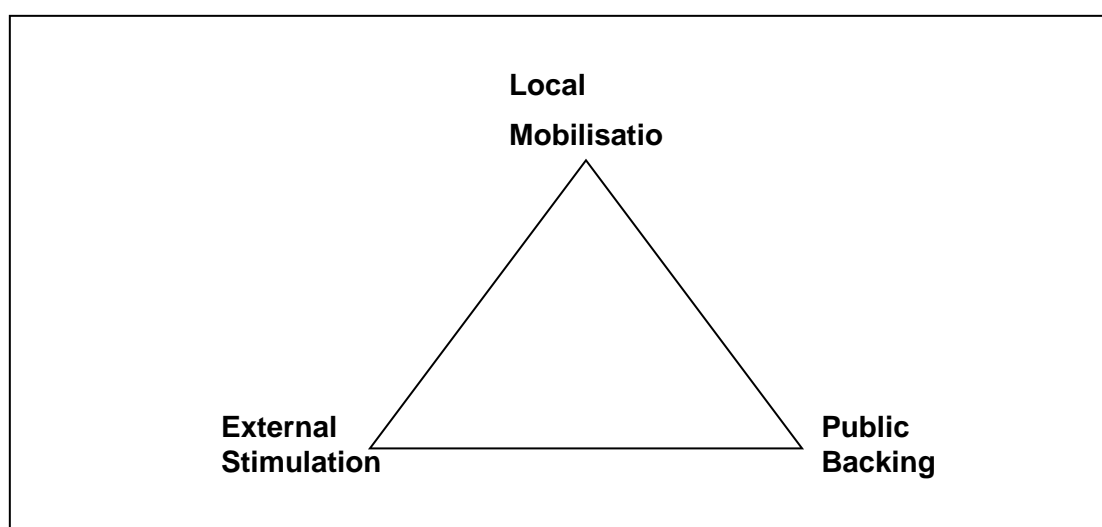 Local
Mobilisatio
External
Stimulation
Public
Backing